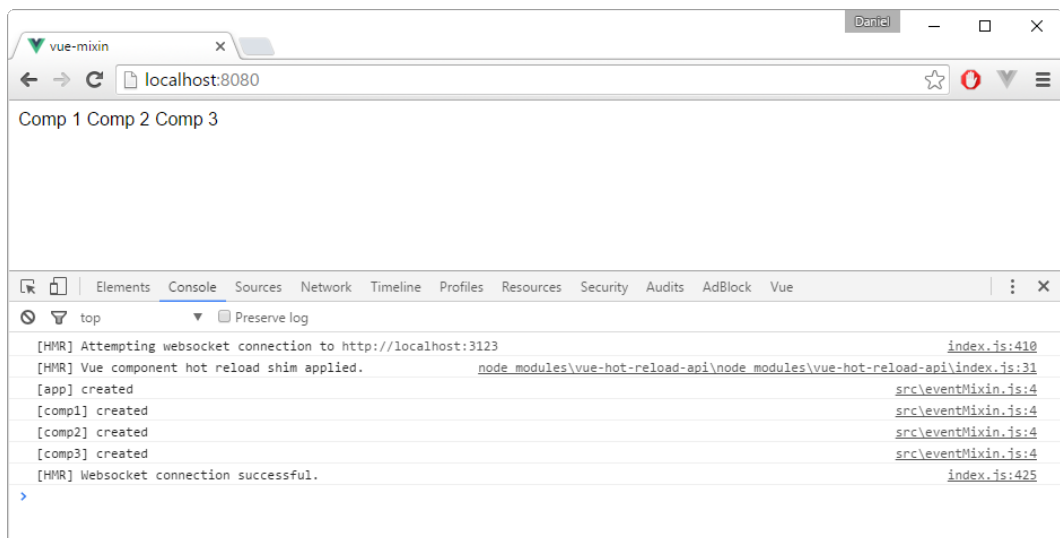 Daniel
vue-mixin
localhost:8080
Comp 1 Comp 2 Comp 3
Elements Console Sources Network Timeline Profiles Resources Security Audits AdBlock Vue
top Preserve log
[HMR] Attempting websocket connection to http://localhost:3123 index.js:410
[HMR] Vue component hot reload shim applied. node_modules\vue-hot-reload-api\node_modules\vue-hot-reload-api\index.js:31
[app] created src\eventMixin.js:4
[comp1] created src\eventMixin.js:4
[comp2] created src\eventMixin.js:4
[comp3] created src\eventMixin.js:4
[HMR] Websocket connection successful. index.js:425